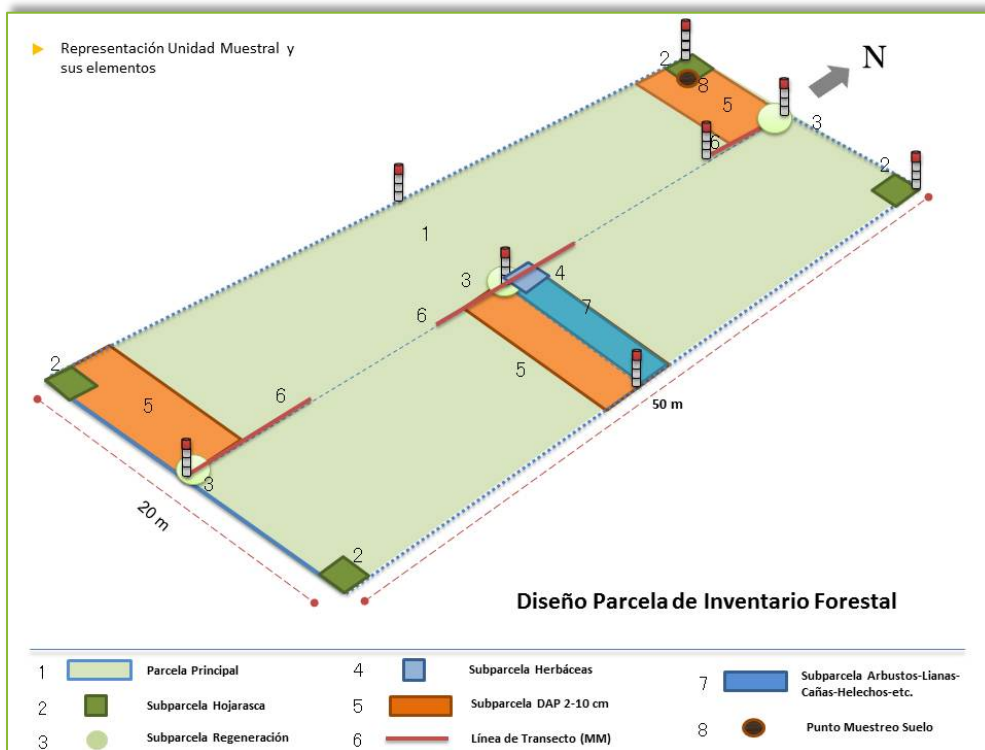 Representación Unidad Muestral y
sus elementos
N
2
8
5
3
6
2
1
3
4
6
7
2
5
5
6
50 m
3
20 m
2
Diseño Parcela de Inventario Forestal
1 Parcela Principal
2 Subparcela Hojarasca
3 Subparcela Regeneración
4 Subparcela Herbáceas
5 Subparcela DAP 2-10 cm
6 Línea de Transecto (MM)
7 Subparcela Arbustos-Lianas-
Cañas-Helechos-etc.
8 Punto Muestreo Suelo